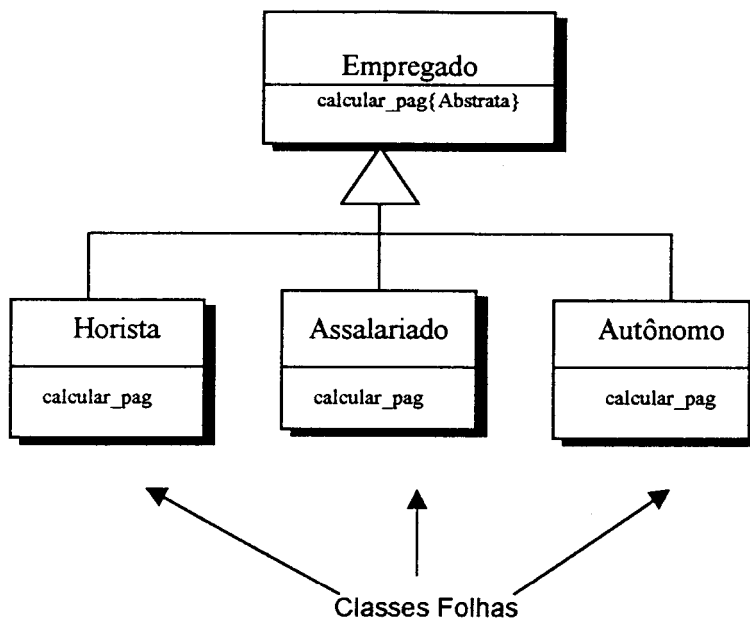 Empregado
calcular_pag{Abstrata}
Horista
Assalariado
Autônomo
calcular_pag
calcular_pag
calcular_pag
Classes Folhas